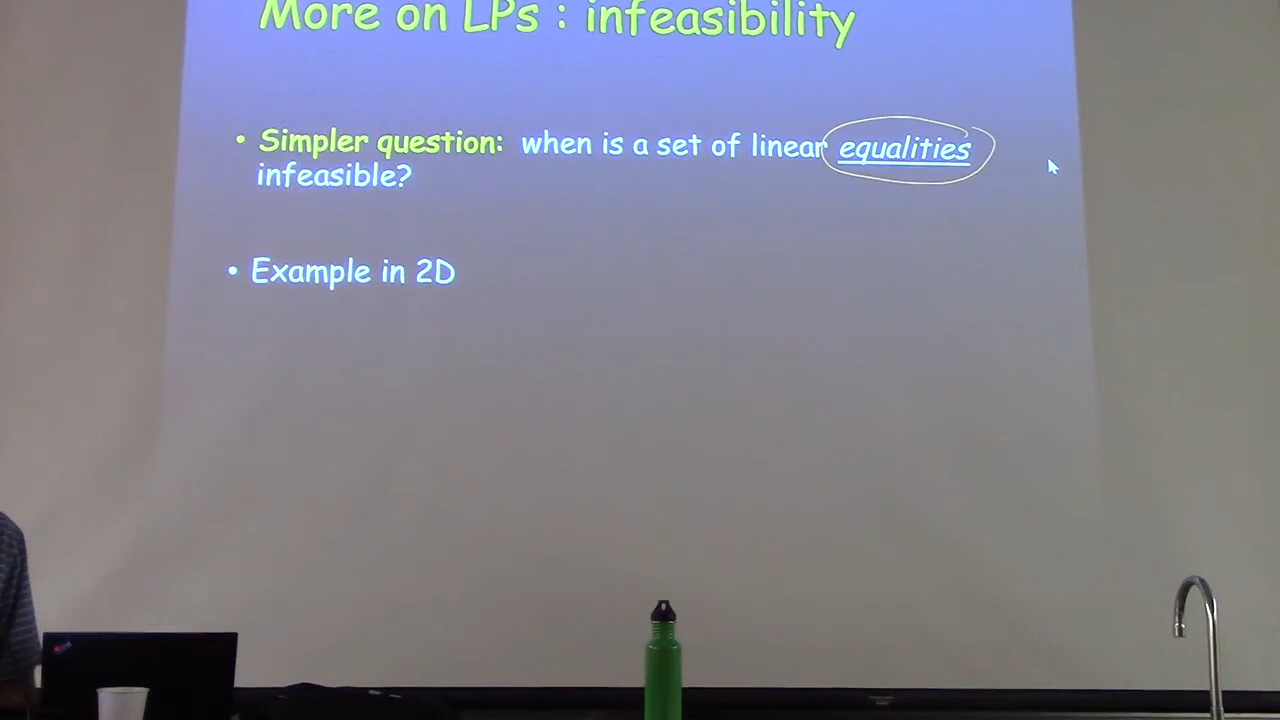 More on LPs : infeasibility
• Simpler question: when is a set of linear equalities
infeasible?
• Example in 2D